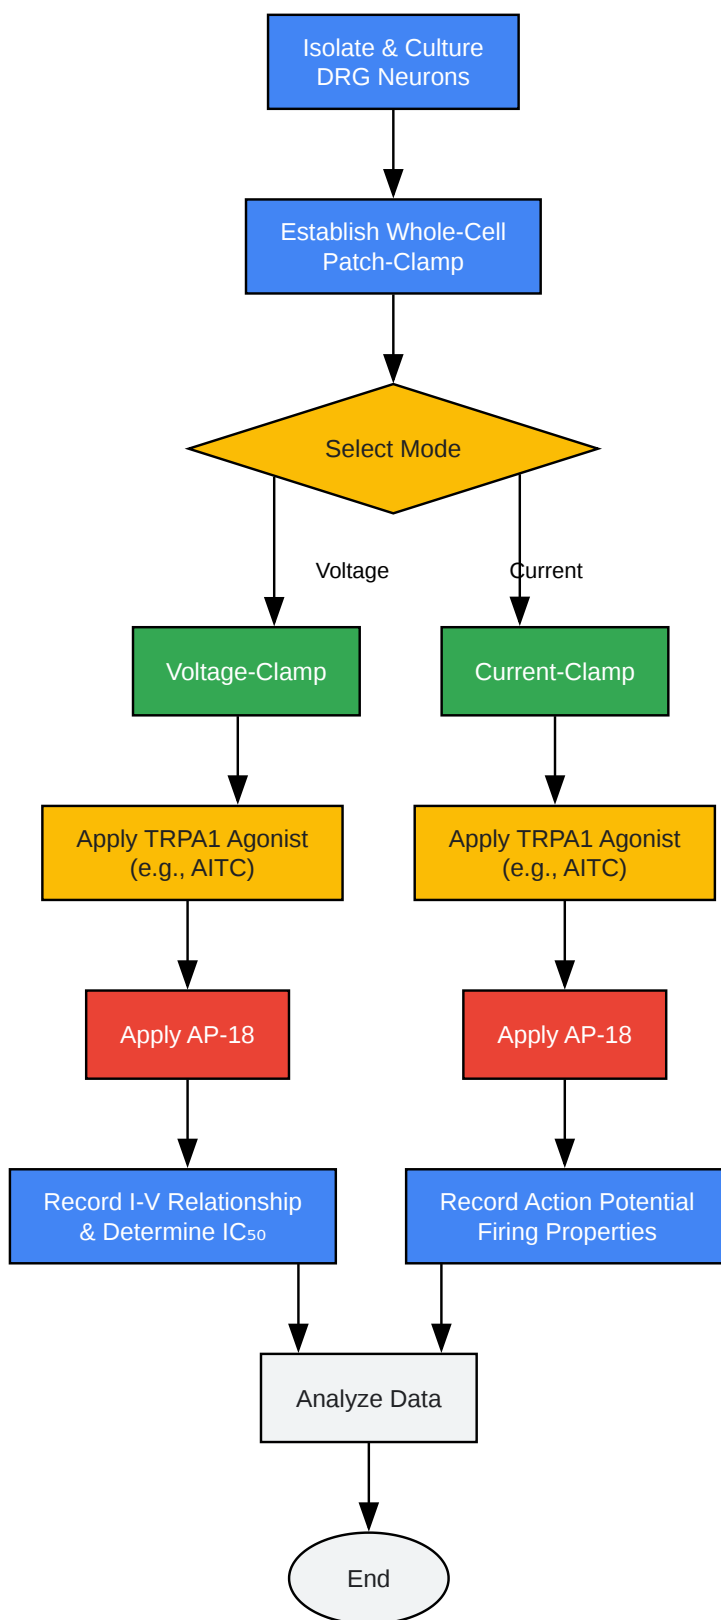 Isolate & Culture
DRG Neurons
Establish Whole-Cell
Patch-Clamp
Select Mode
Voltage
Current
Voltage-Clamp
Current-Clamp
Apply TRPA1 Agonist
(e.g., AITC)
Apply TRPA1 Agonist
(e.g., AITC)
Apply AP-18
Apply AP-18
Record I-V Relationship
& Determine IC₅₀
Record Action Potential
Firing Properties
Analyze Data
End